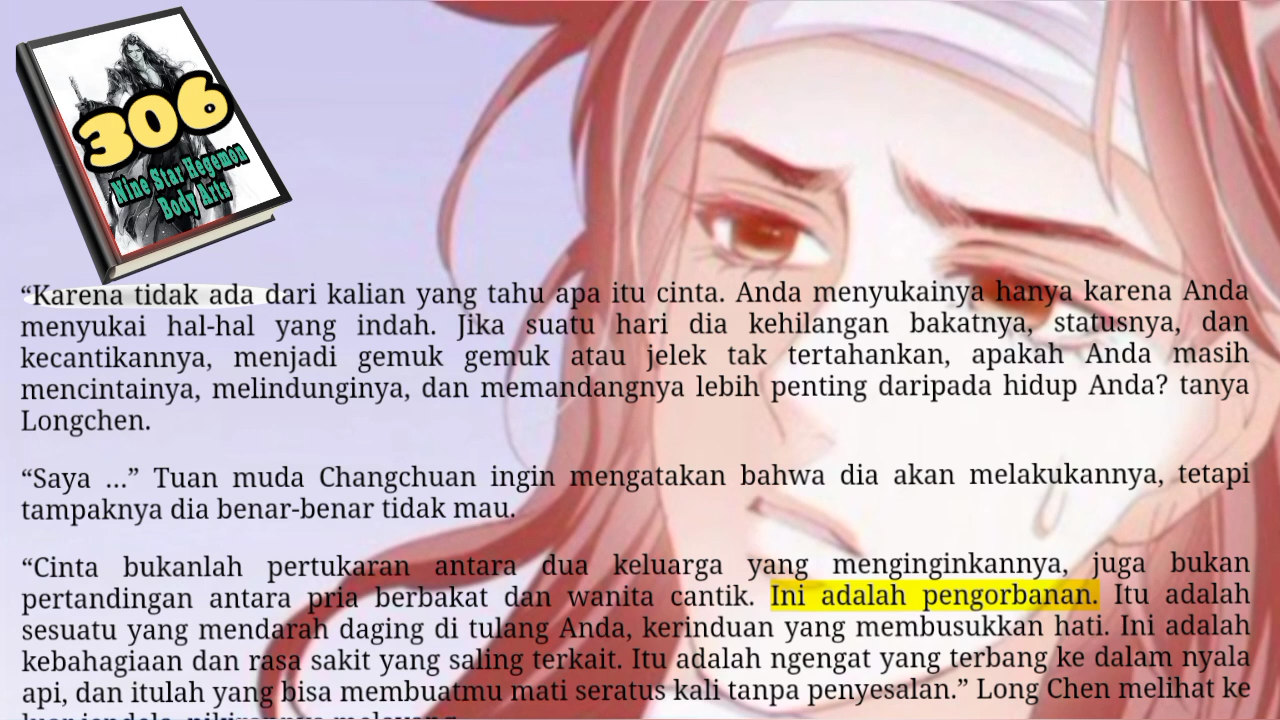 306
Nine Star Hegemon
Body Arts
“Karena tidak ada dari kalian yang tahu apa itu cinta. Anda menyukainya hanya karena Anda
menyukai hal-hal yang indah. Jika suatu hari dia kehilangan bakatnya, statusnya, dan
kecantikannya, menjadi gemuk gemuk atau jelek tak tertahankan, apakah Anda masih
mencintainya, melindunginya, dan memandangnya lebih penting daripada hidup Anda? tanya
Longchen.
“Saya ...” Tuan muda Changchuan ingin mengatakan bahwa dia akan melakukannya, tetapi
tampaknya dia benar-benar tidak mau.
“Cinta bukanlah pertukaran antara dua keluarga yang menginginkannya, juga bukan
pertandingan antara pria berbakat dan wanita cantik. Ini adalah pengorbanan. Itu adalah
sesuatu yang mendarah daging di tulang Anda, kerinduan yang membusukkan hati. Ini adalah
kebahagiaan dan rasa sakit yang saling terkait. Itu adalah ngengat yang terbang ke dalam nyala
api, dan itulah yang bisa membuatmu mati seratus kali tanpa penyesalan.” Long Chen melihat ke